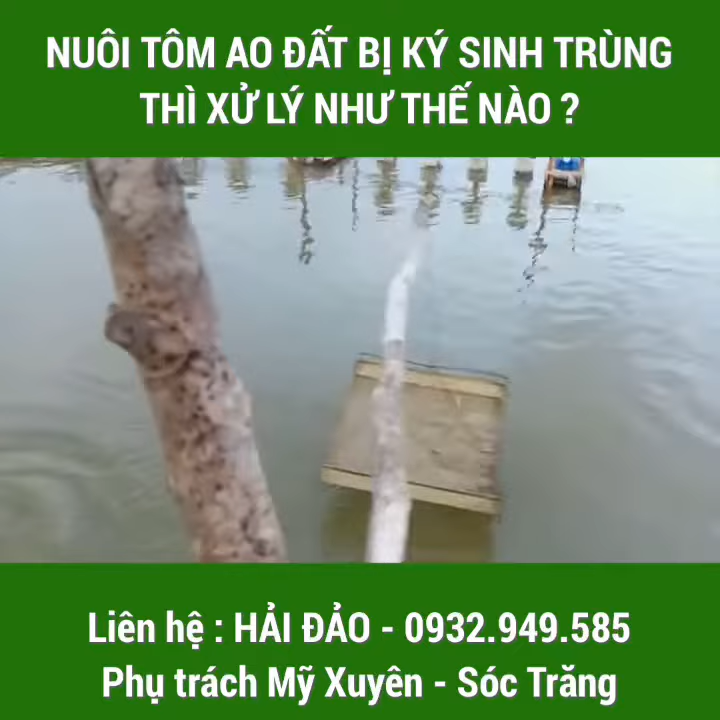 NUÔI TÔM AO ĐẤT BỊ KÝ SINH TRÙNG
THÌ XỬ LÝ NHƯ THẾ NÀO ?
Liên hệ : HẢI ĐẢO - 0932.949.585
Phụ trách Mỹ Xuyên - Sóc Trăng